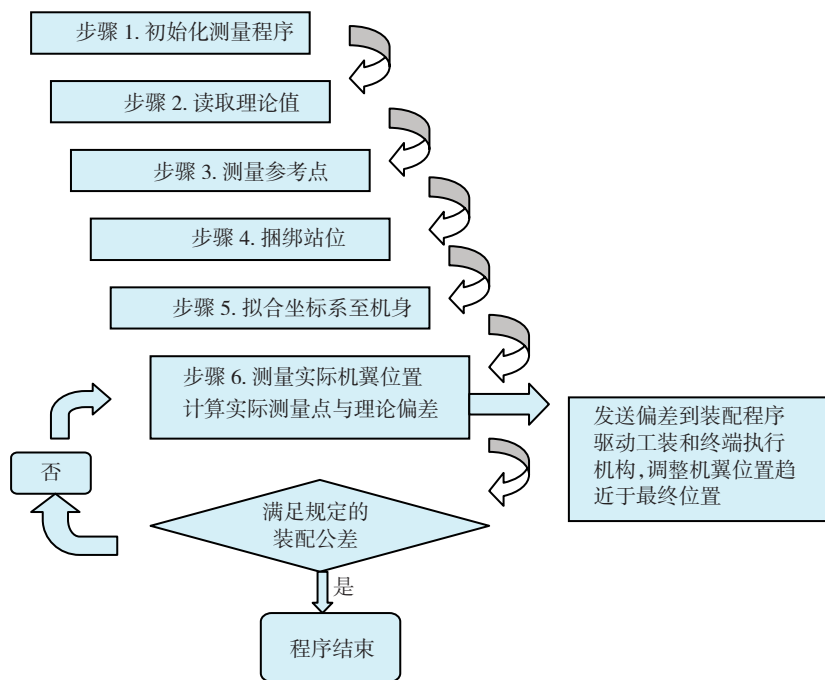 步骤 1. 初始化测量程序
步骤 2. 读取理论值
步骤 3. 测量参考点
步骤 4. 捆绑站位
步骤 5. 拟合坐标系至机身
步骤 6. 测量实际机翼位置
计算实际测量点与理论偏差
发送偏差到装配程序
驱动工装和终端执行
机构,调整机翼位置趋
近于最终位置
否
满足规定的
装配公差
是
程序结束